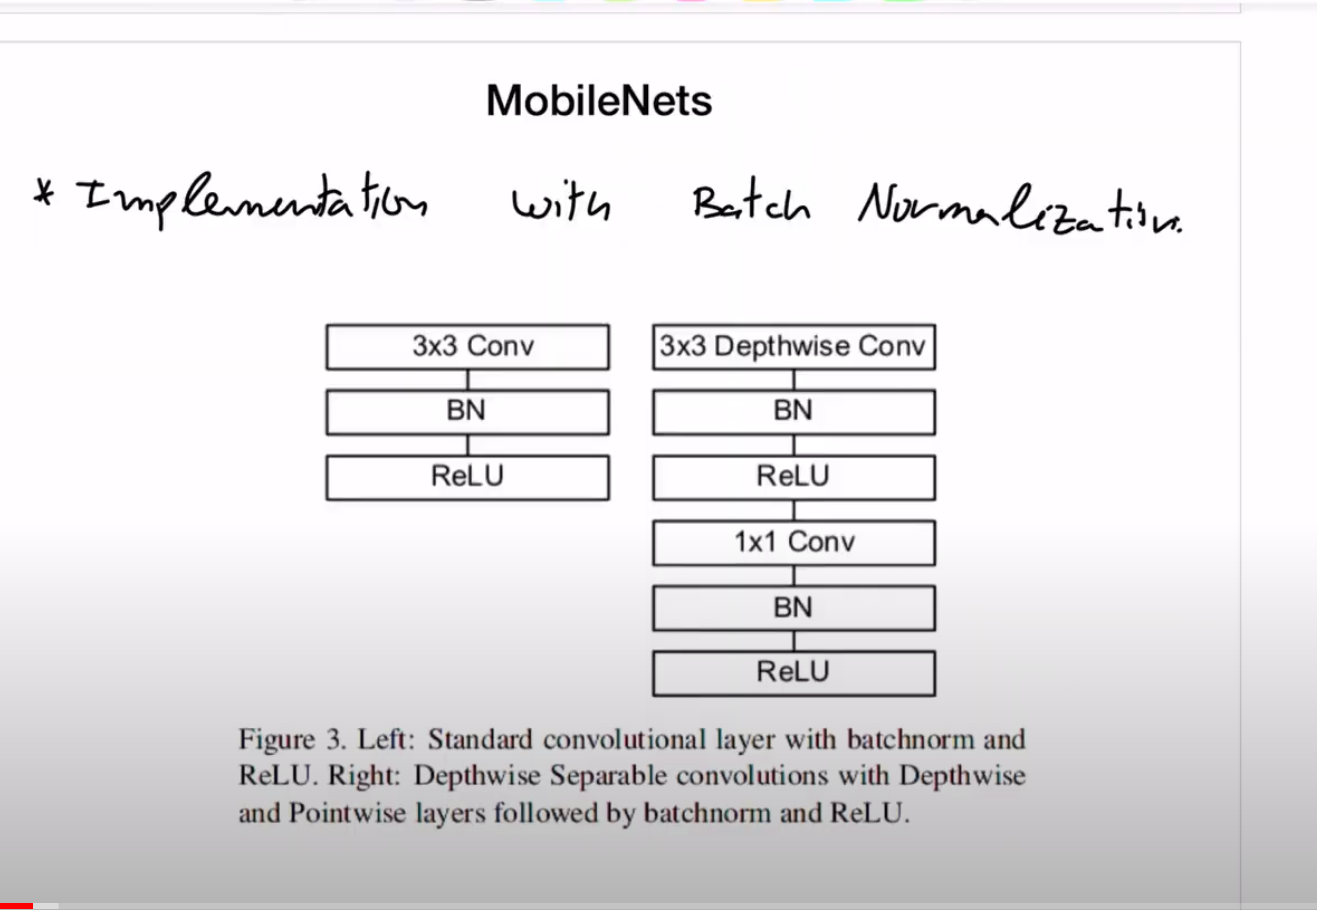 MobileNets
* Implementation with Batch Normalization.
3x3 Conv
BN
ReLU
3x3 Depthwise Conv
BN
ReLU
1x1 Conv
BN
ReLU
Figure 3. Left: Standard convolutional layer with batchnorm and
ReLU. Right: Depthwise Separable convolutions with Depthwise
and Pointwise layers followed by batchnorm and ReLU.